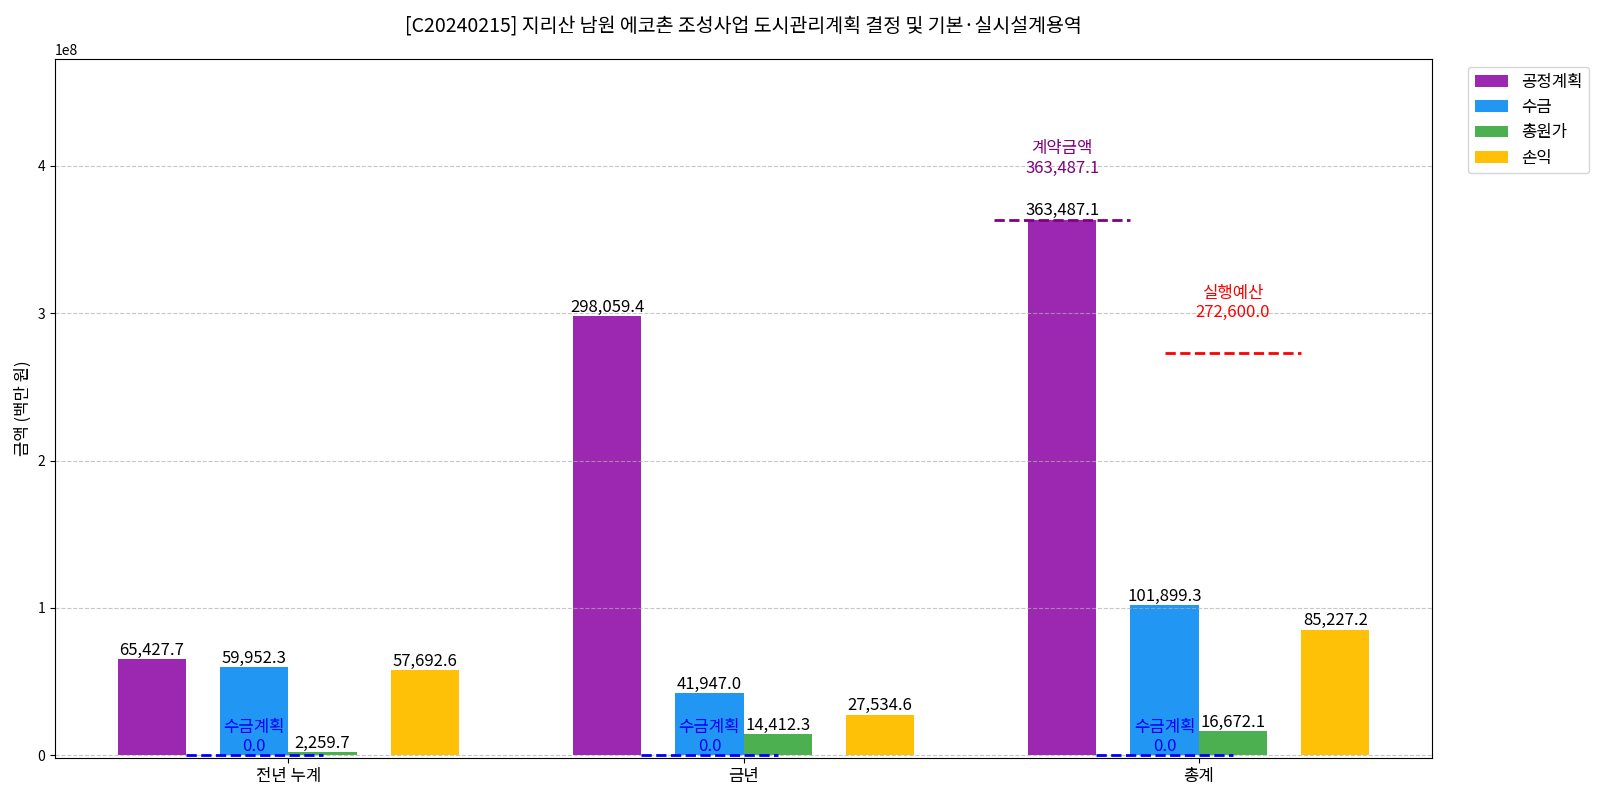 [C20240215] 지리산 남원 에코촌 조성사업 도시관리계획 결정 및 기본·실시설계용역
1e8
공정계획
수금
총원가
손익
금액 (백만 원)
4
3
2
1
0
계약금액
363,487.1
363,487.1
실행예산
272,600.0
298,059.4
65,427.7
59,952.3
수금계획
0.0
2,259.7
57,692.6
41,947.0
수금계획
0.0
14,412.3
27,534.6
101,899.3
수금계획
0.0
16,672.1
85,227.2
전년 누계
금년
총계